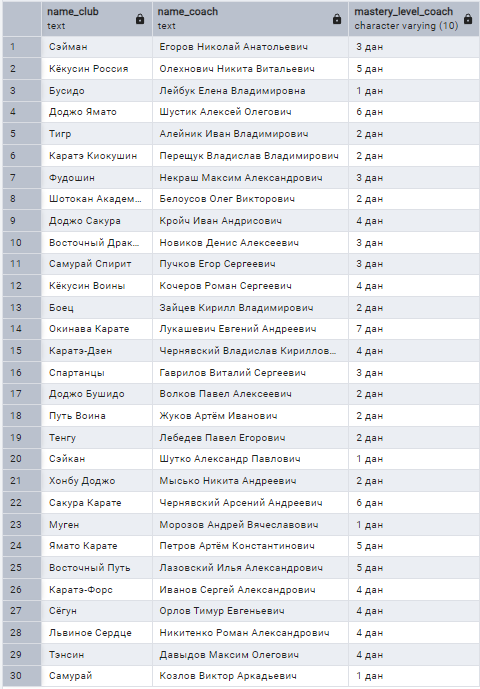 name_club name_coach mastery_level_coach
text text character varying (10)
1 Сэйман Егоров Николай Анатольевич 3 дан
2 Кёкусин Россия Олехнович Никита Витальевич 5 дан
3 Бусидо Лейбук Елена Владимировна 1 дан
4 Доджо Ямато Шустик Алексей Олегович 6 дан
5 Тигр Алейник Иван Владимирович 2 дан
6 Каратэ Киокушин Перещук Владислав Владимирович 2 дан
7 Фудошин Некраш Максим Александрович 3 дан
8 Шотокан Академ… Белоусов Олег Викторович 2 дан
9 Доджо Сакура Кройч Иван Андрисович 4 дан
10 Восточный Драк… Новиков Денис Алексеевич 3 дан
11 Самурай Спирит Пучков Егор Сергеевич 3 дан
12 Кёкусин Воины Кочеров Роман Сергеевич 4 дан
13 Боец Зайцев Кирилл Владимирович 2 дан
14 Окинава Карате Лукашевич Евгений Андреевич 7 дан
15 Каратэ-Дзен Чернявский Владислав Кириллов… 4 дан
16 Спартанцы Гаврилов Виталий Сергеевич 3 дан
17 Доджо Бушидо Волков Павел Алексеевич 2 дан
18 Путь Воина Жуков Артём Иванович 2 дан
19 Тенгу Лебедев Павел Егорович 2 дан
20 Сэйкан Шутко Александр Павлович 1 дан
21 Хонбу Доджо Мысько Никита Андреевич 2 дан
22 Сакура Карате Чернявский Арсений Андреевич 6 дан
23 Муген Морозов Андрей Вячеславович 1 дан
24 Ямато Карате Петров Артём Константинович 5 дан
25 Восточный Путь Лазовский Илья Александрович 5 дан
26 Каратэ-Форс Иванов Сергей Александрович 4 дан
27 Сёгун Орлов Тимур Евгеньевич 4 дан
28 Львиное Сердце Никитенко Роман Александрович 4 дан
29 Тэнсин Давыдов Максим Олегович 4 дан
30 Самурай Козлов Виктор Аркадьевич 1 дан